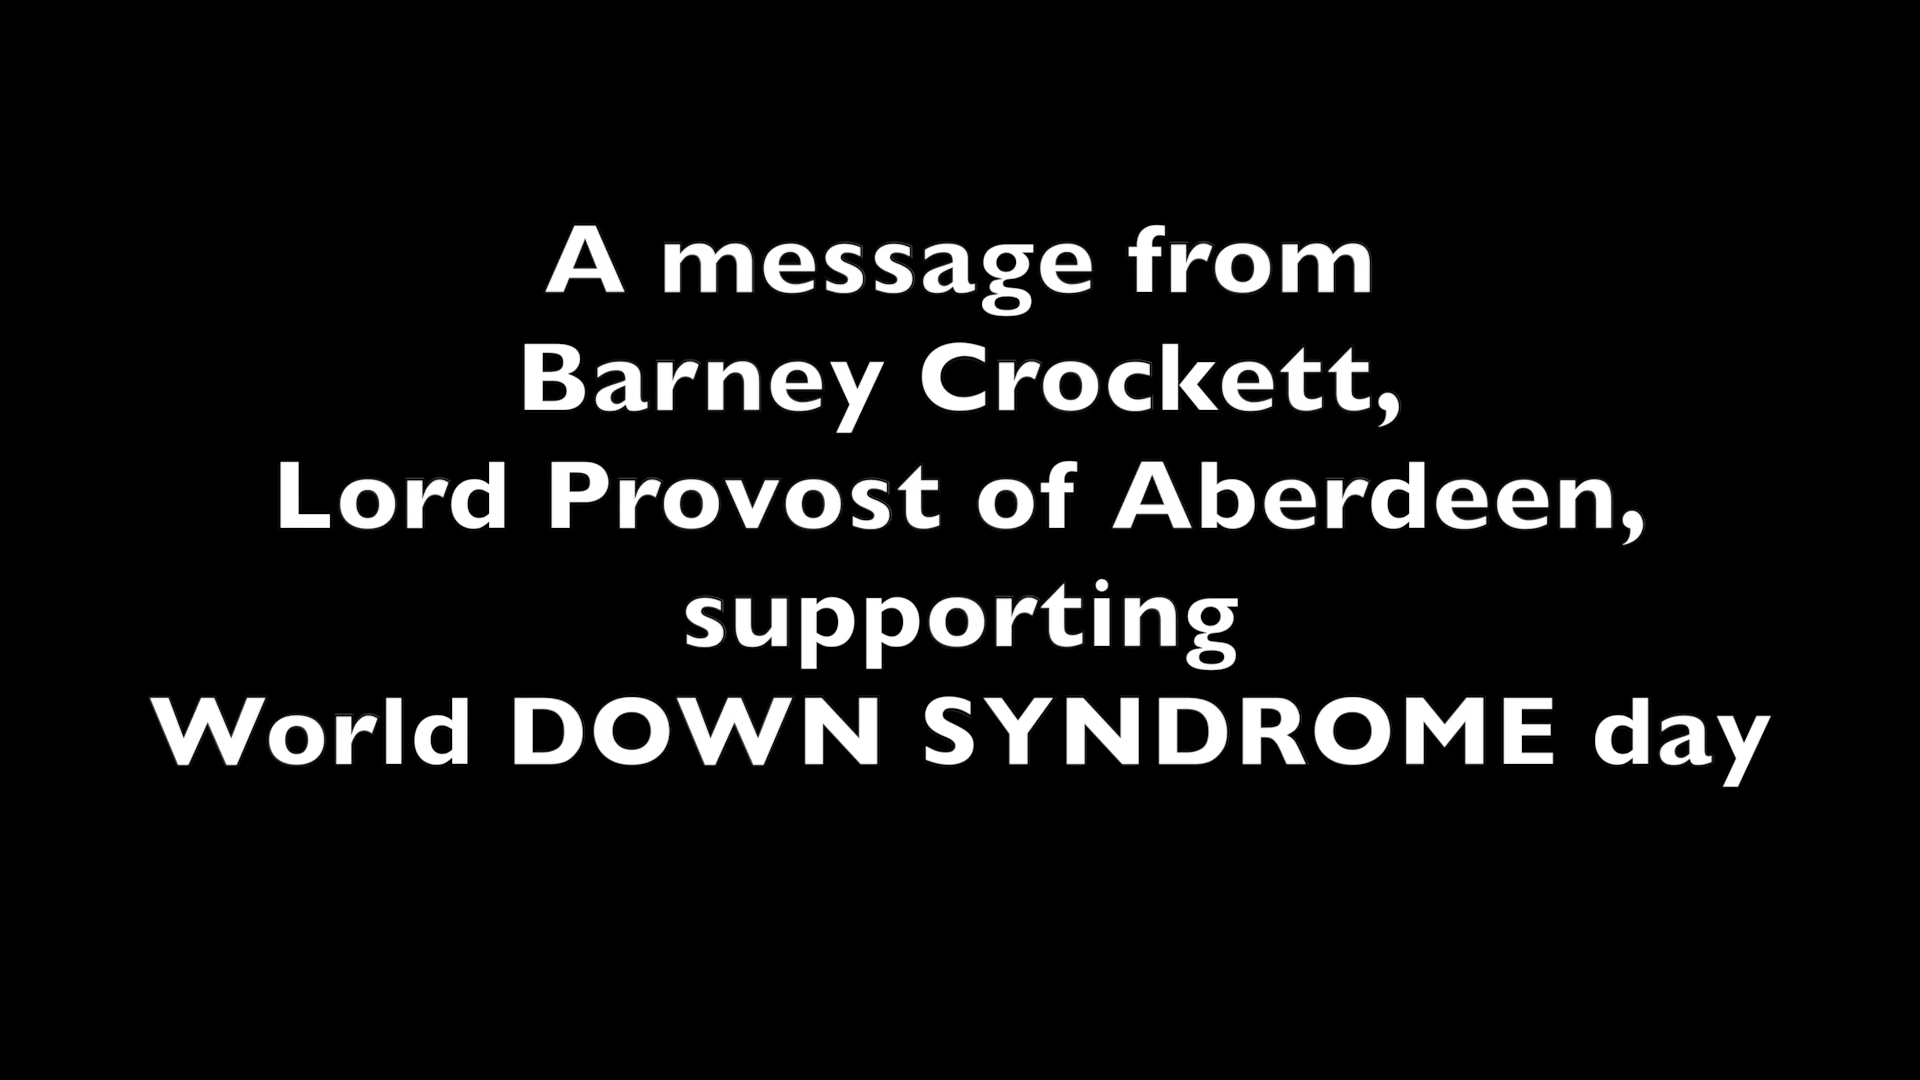 A message from
Barney Crockett,
Lord Provost of Aberdeen,
supporting
World DOWN SYNDROME day